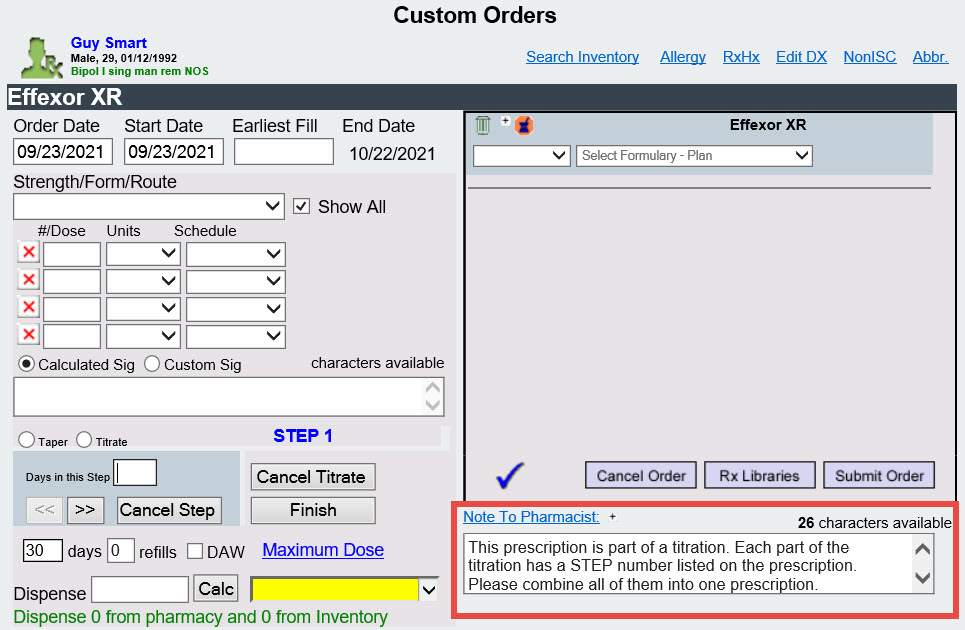 Custom Orders
Guy Smart
Male, 29, 01/12/1992
Bipol I sing man rem NOS
Search Inventory Allergy RxHx Edit DX NonISC Abbr.
Effexor XR
Order Date Start Date Earliest Fill End Date
09/23/2021 09/23/2021 10/22/2021
Strength/Form/Route
Show All
#/Dose Units Schedule
Calculated Sig Custom Sig characters available
Taper Titrate STEP 1
Days in this Step
Cancel Titrate
<< >> Cancel Step Finish
30 days 0 refills DAW Maximum Dose
Dispense Calc
Dispense 0 from pharmacy and 0 from Inventory
+ Effexor XR
Select Formulary - Plan
Cancel Order Rx Libraries Submit Order
Note To Pharmacist: + 26 characters available
This prescription is part of a titration. Each part of the
titration has a STEP number listed on the prescription.
Please combine all of them into one prescription.